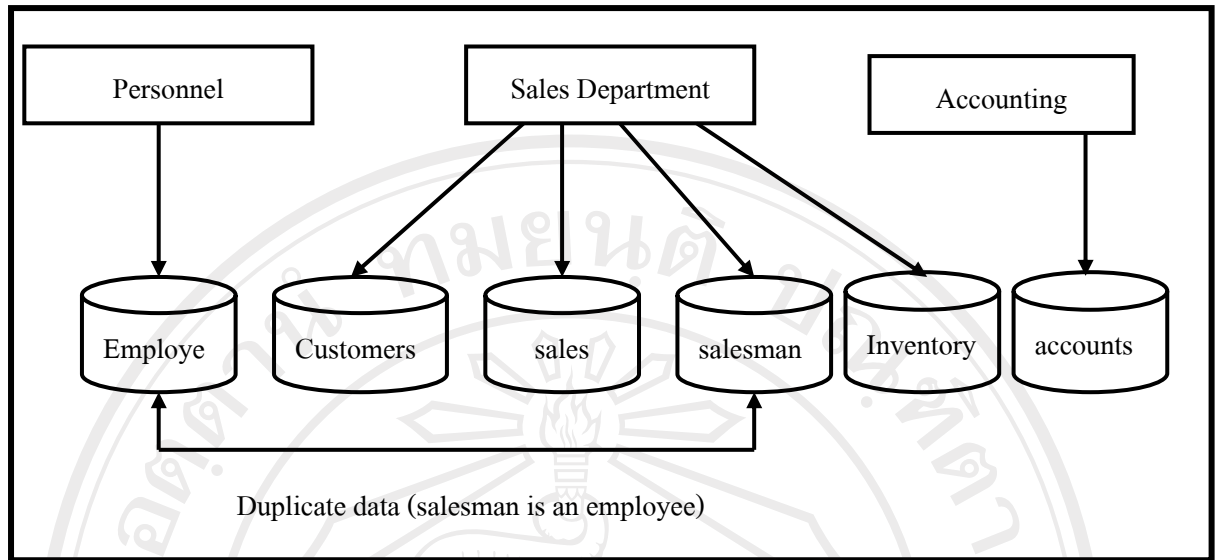 Personnel
Sales Department
Accounting
Employe
Customers
sales
salesman
Inventory
accounts
Duplicate data (salesman is an employee)